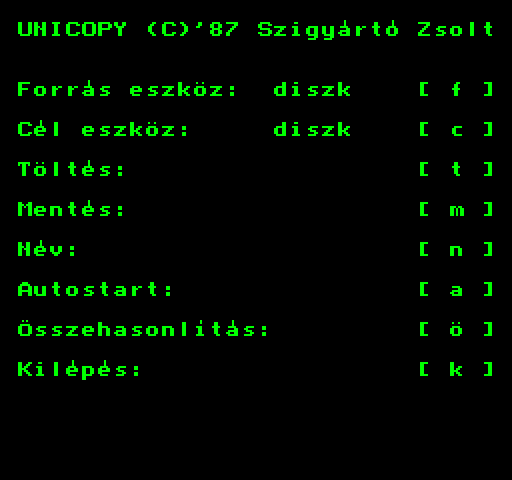 UNICOPY (C)'87 Szigyártó Zsolt
Forrás eszköz: diszk [ f ]
Cél eszköz: diszk [ c ]
Töltés: [ t ]
Mentés: [ m ]
Név: [ n ]
Autostart: [ a ]
Összehasonlítás: [ ö ]
Kilépés: [ k ]